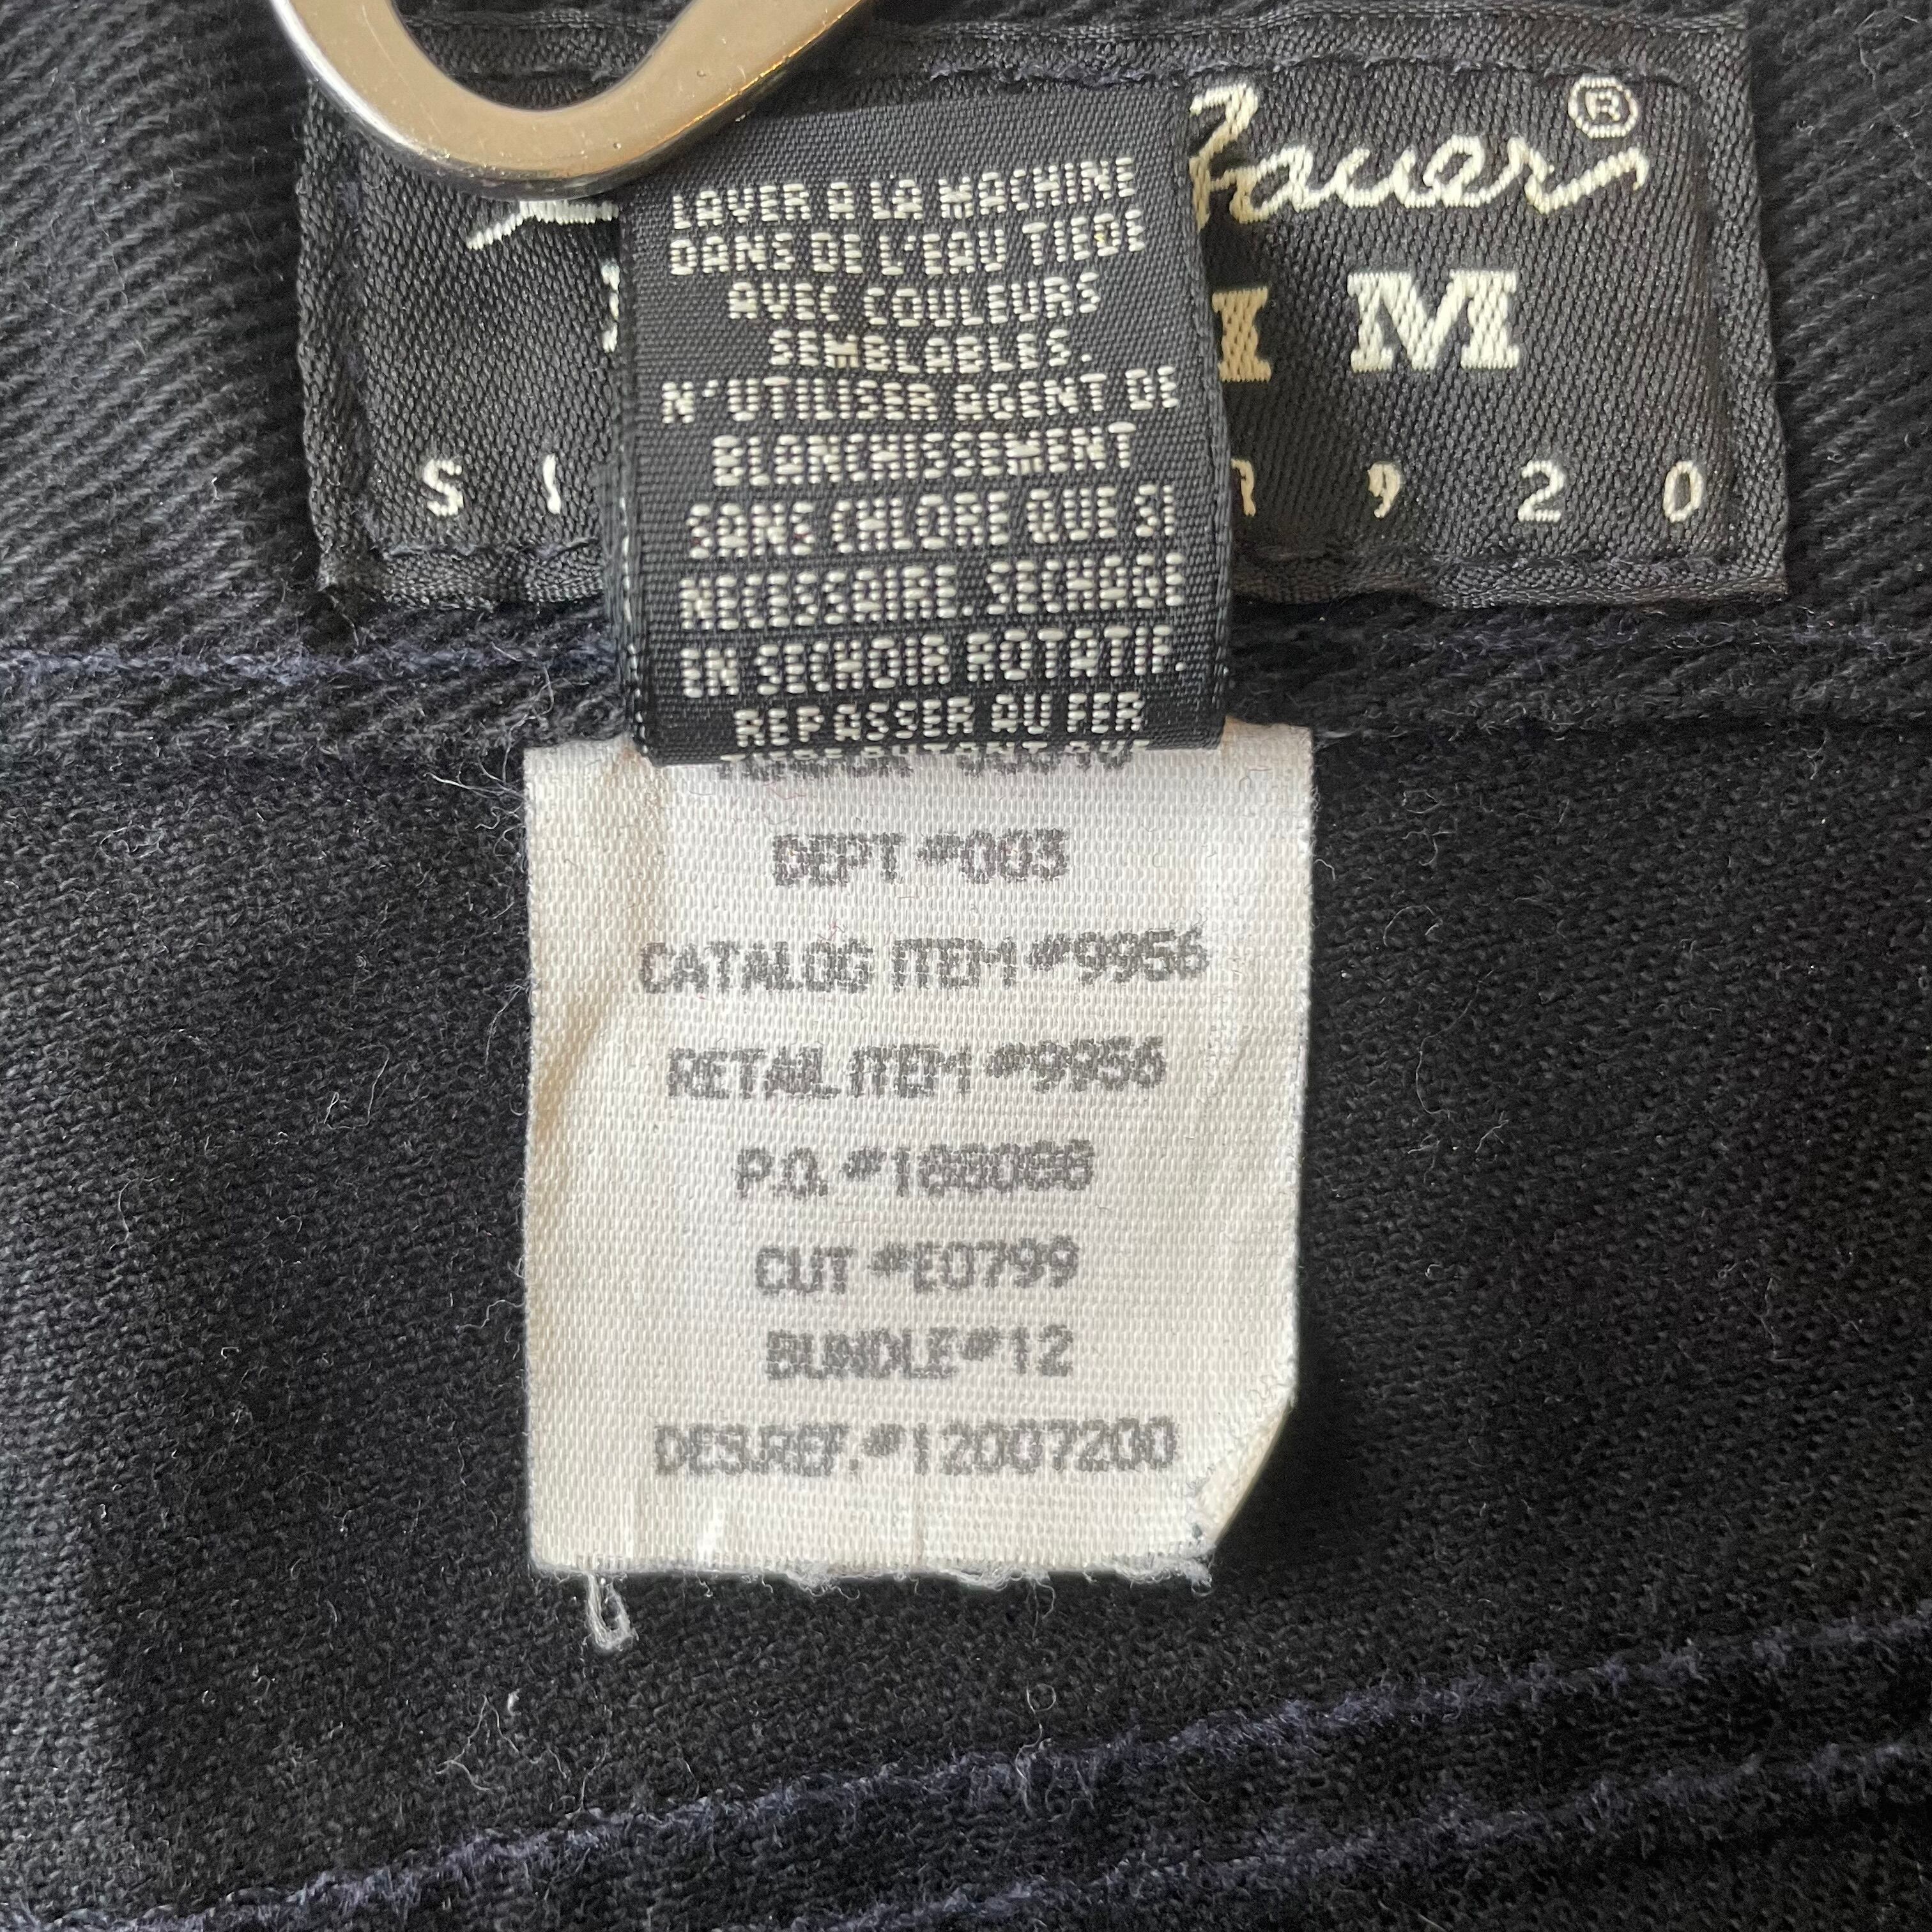 Bauer ®
I M
S I R 9 2 0
LAVER A LA MACHINE
DANS DE L'EAU TIEDE
AVEC COULEURS
SEMBLABLES.
N'UTILISER AGENT DE
BLANCHISSEMENT
SANS CHLORE QUE SI
NECESSAIRE. SECHAGE
EN SECHOIR ROTATIF.
REPASSER AU FER
DEPT #003
CATALOG ITEM #9956
RETAIL ITEM #9956
P.O. #168086
CUT #E0799
BUNDLE#12
DES.REF.#12007200